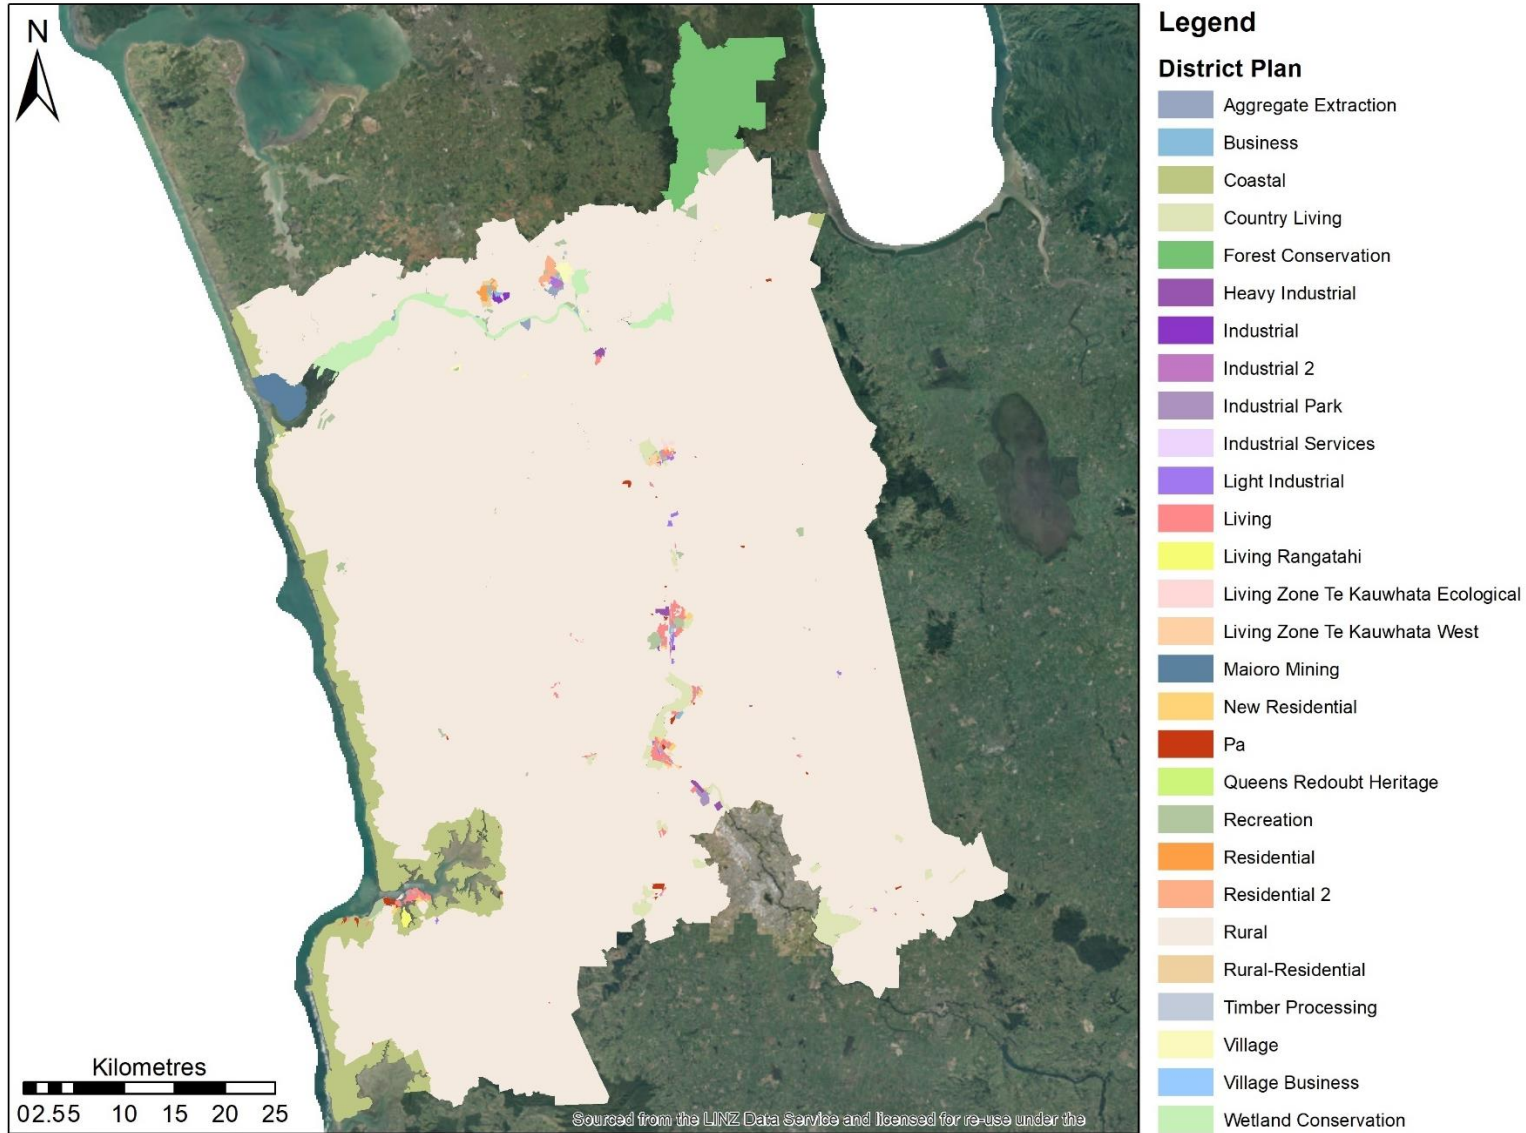 N
Kilometres
02.55 10 15 20 25
Sourced from the LINZ Data Service and licensed for re-use under the
Legend
District Plan
Aggregate Extraction
Business
Coastal
Country Living
Forest Conservation
Heavy Industrial
Industrial
Industrial 2
Industrial Park
Industrial Services
Light Industrial
Living
Living Rangatahi
Living Zone Te Kauwhata Ecological
Living Zone Te Kauwhata West
Maioro Mining
New Residential
Pa
Queens Redoubt Heritage
Recreation
Residential
Residential 2
Rural
Rural-Residential
Timber Processing
Village
Village Business
Wetland Conservation